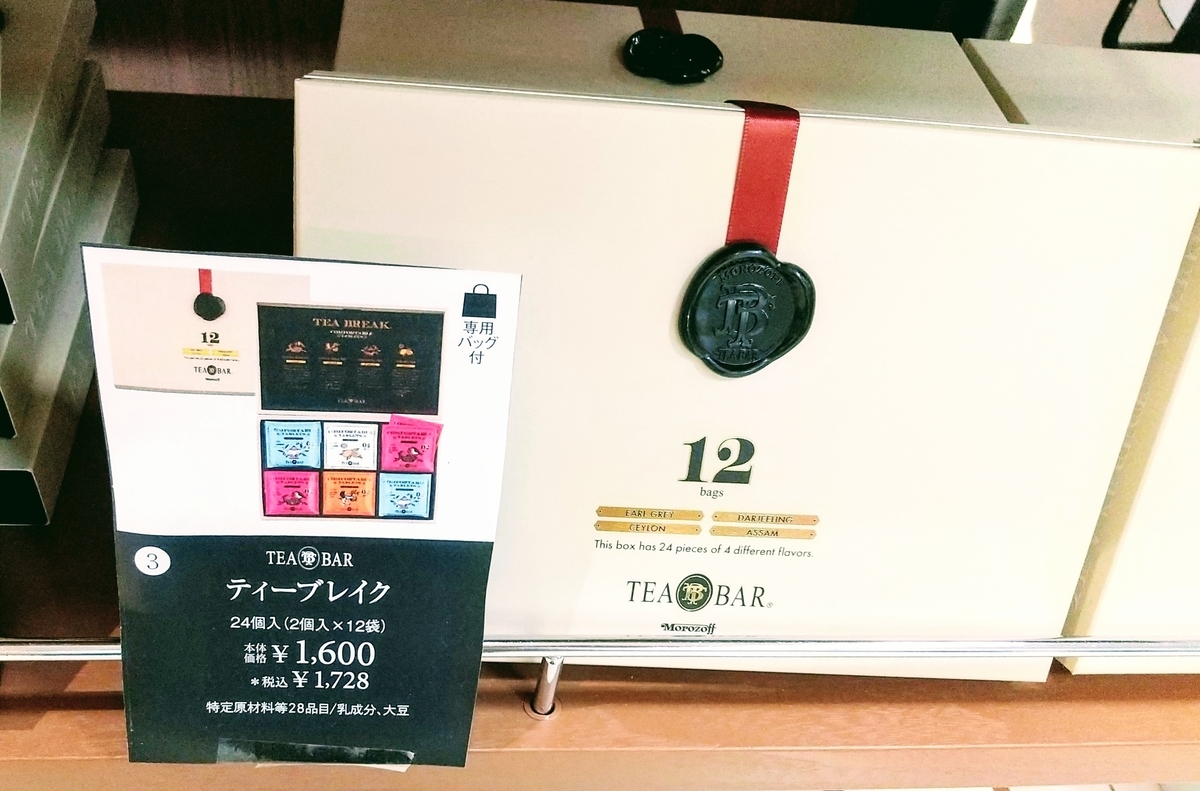 専用
バッグ
付
12
TEA BAR
TEA BREAK
TEA BAR
3
TEA BAR
ティーブレイク
24個入(2個入×12袋)
本体価格 ¥1,600
*税込 ¥1,728
特定原材料等28品目/乳成分、大豆
MOROZOFF
TEA BAR
12
bags
EARL GREY
DARJEELING
CEYLON
ASSAM
This box has 24 pieces of 4 different flavors.
TEA BAR®
Morozoff